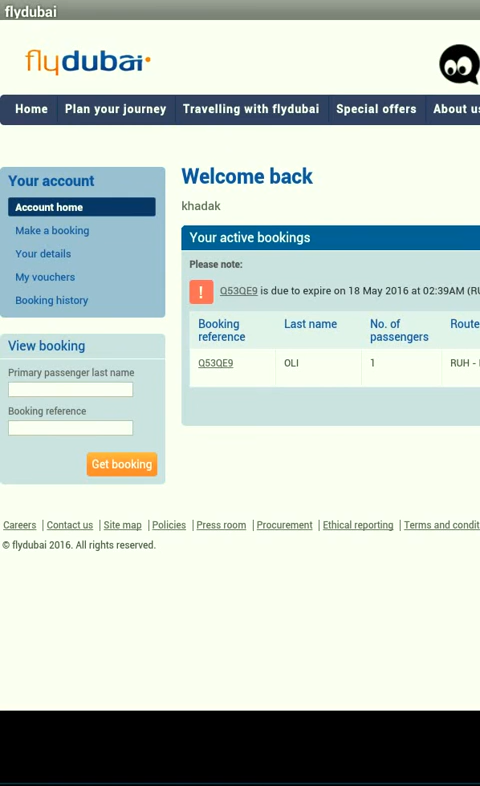 flydubai
flydubai
Home Plan your journey Travelling with flydubai Special offers About us
Your account
Account home
Make a booking
Your details
My vouchers
Booking history
View booking
Primary passenger last name
Booking reference
Get booking
Welcome back
khadak
Your active bookings
Please note:
! Q53QE9 is due to expire on 18 May 2016 at 02:39AM (RU
Booking reference Last name No. of passengers Route
Q53QE9 OLI 1 RUH -
Careers | Contact us | Site map | Policies | Press room | Procurement | Ethical reporting | Terms and condit
© flydubai 2016. All rights reserved.